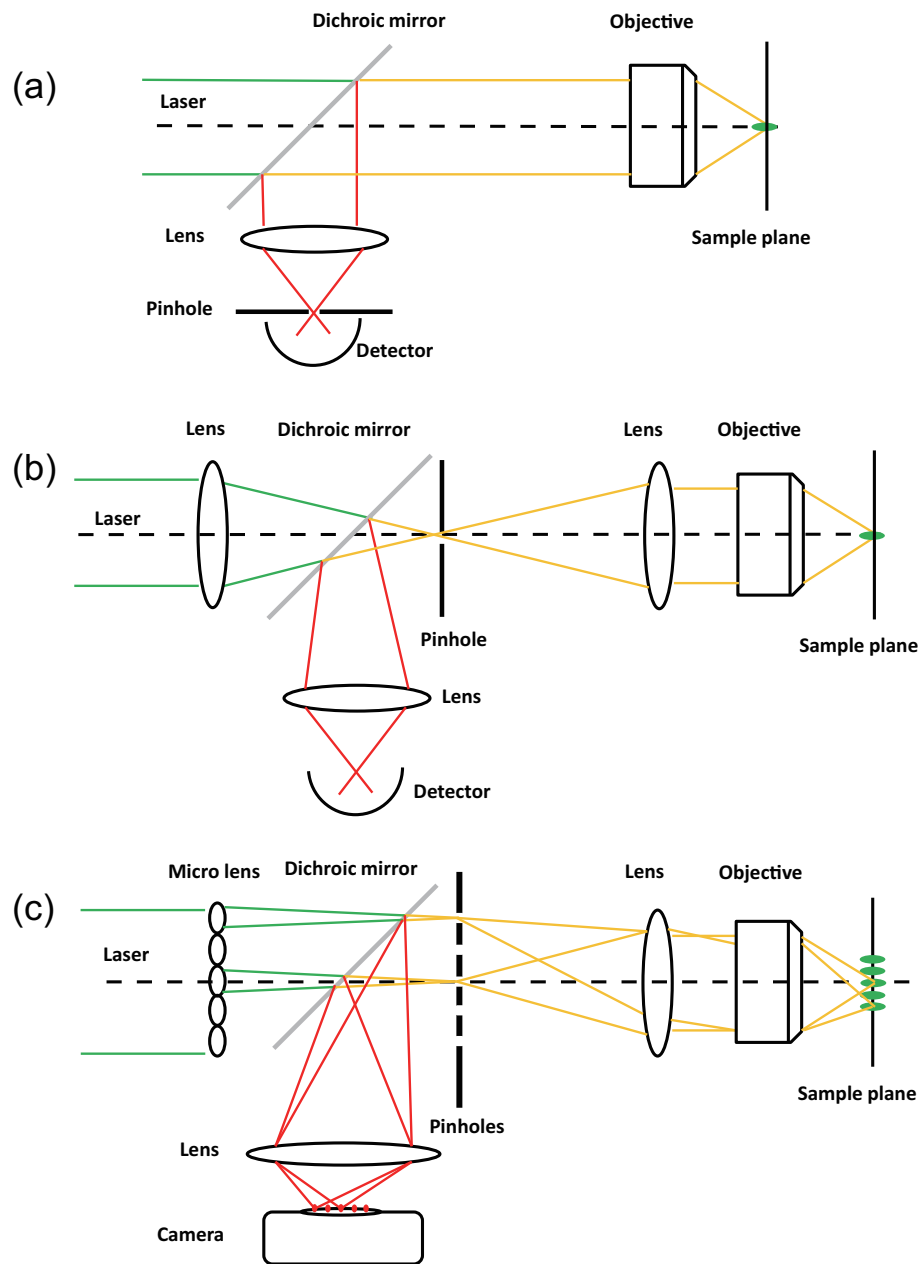 (a)
Dichroic mirror
Objective
Laser
Lens
Sample plane
Pinhole
Detector
(b)
Lens
Dichroic mirror
Lens
Objective
Laser
Pinhole
Sample plane
Lens
Detector
(c)
Micro lens
Dichroic mirror
Lens
Objective
Laser
Sample plane
Pinholes
Lens
Camera